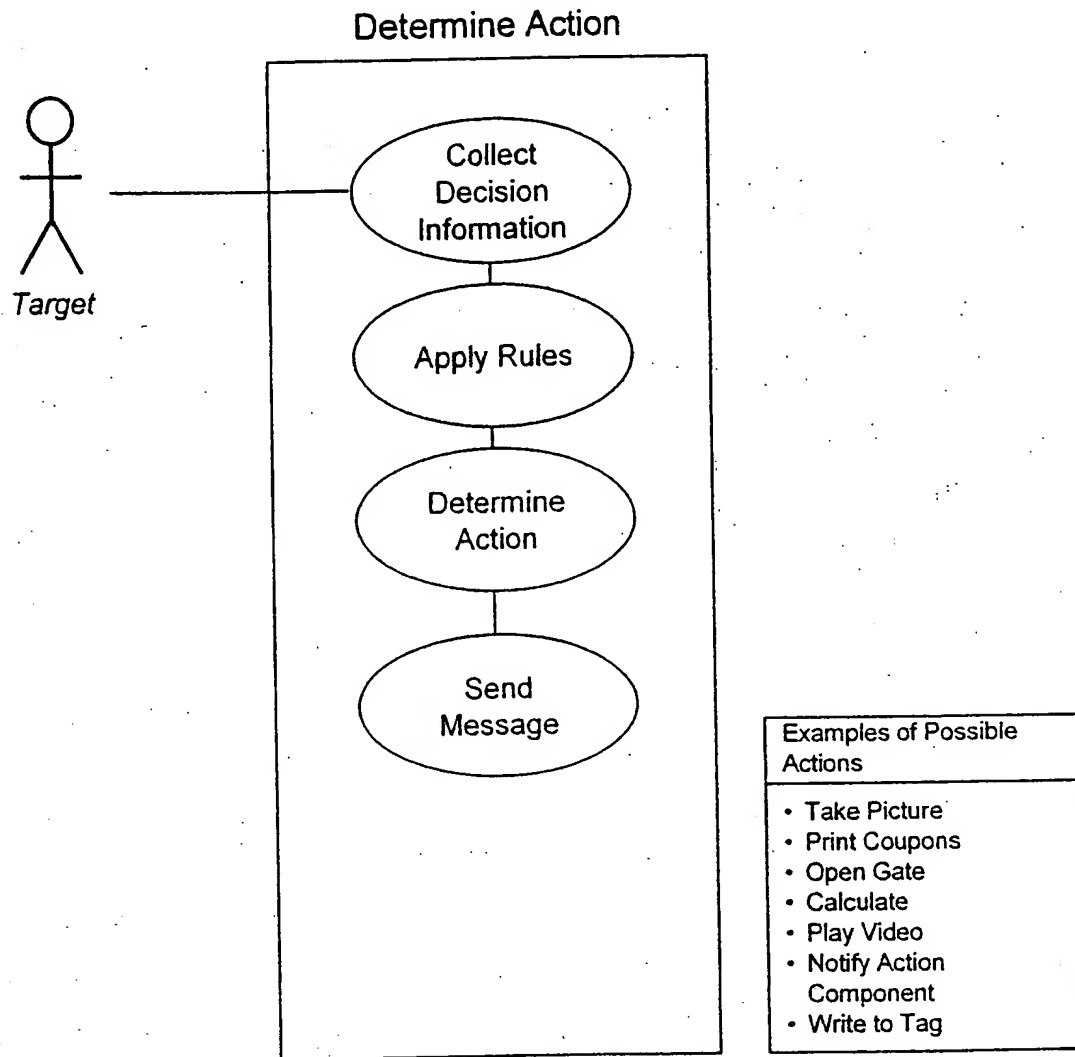 Determine Action
Collect
Decision
Information
Target
Apply Rules
Determine
Action
Send
Message
Examples of Possible
Actions
• Take Picture
• Print Coupons
• Open Gate
• Calculate
• Play Video
• Notify Action
Component
• Write to Tag